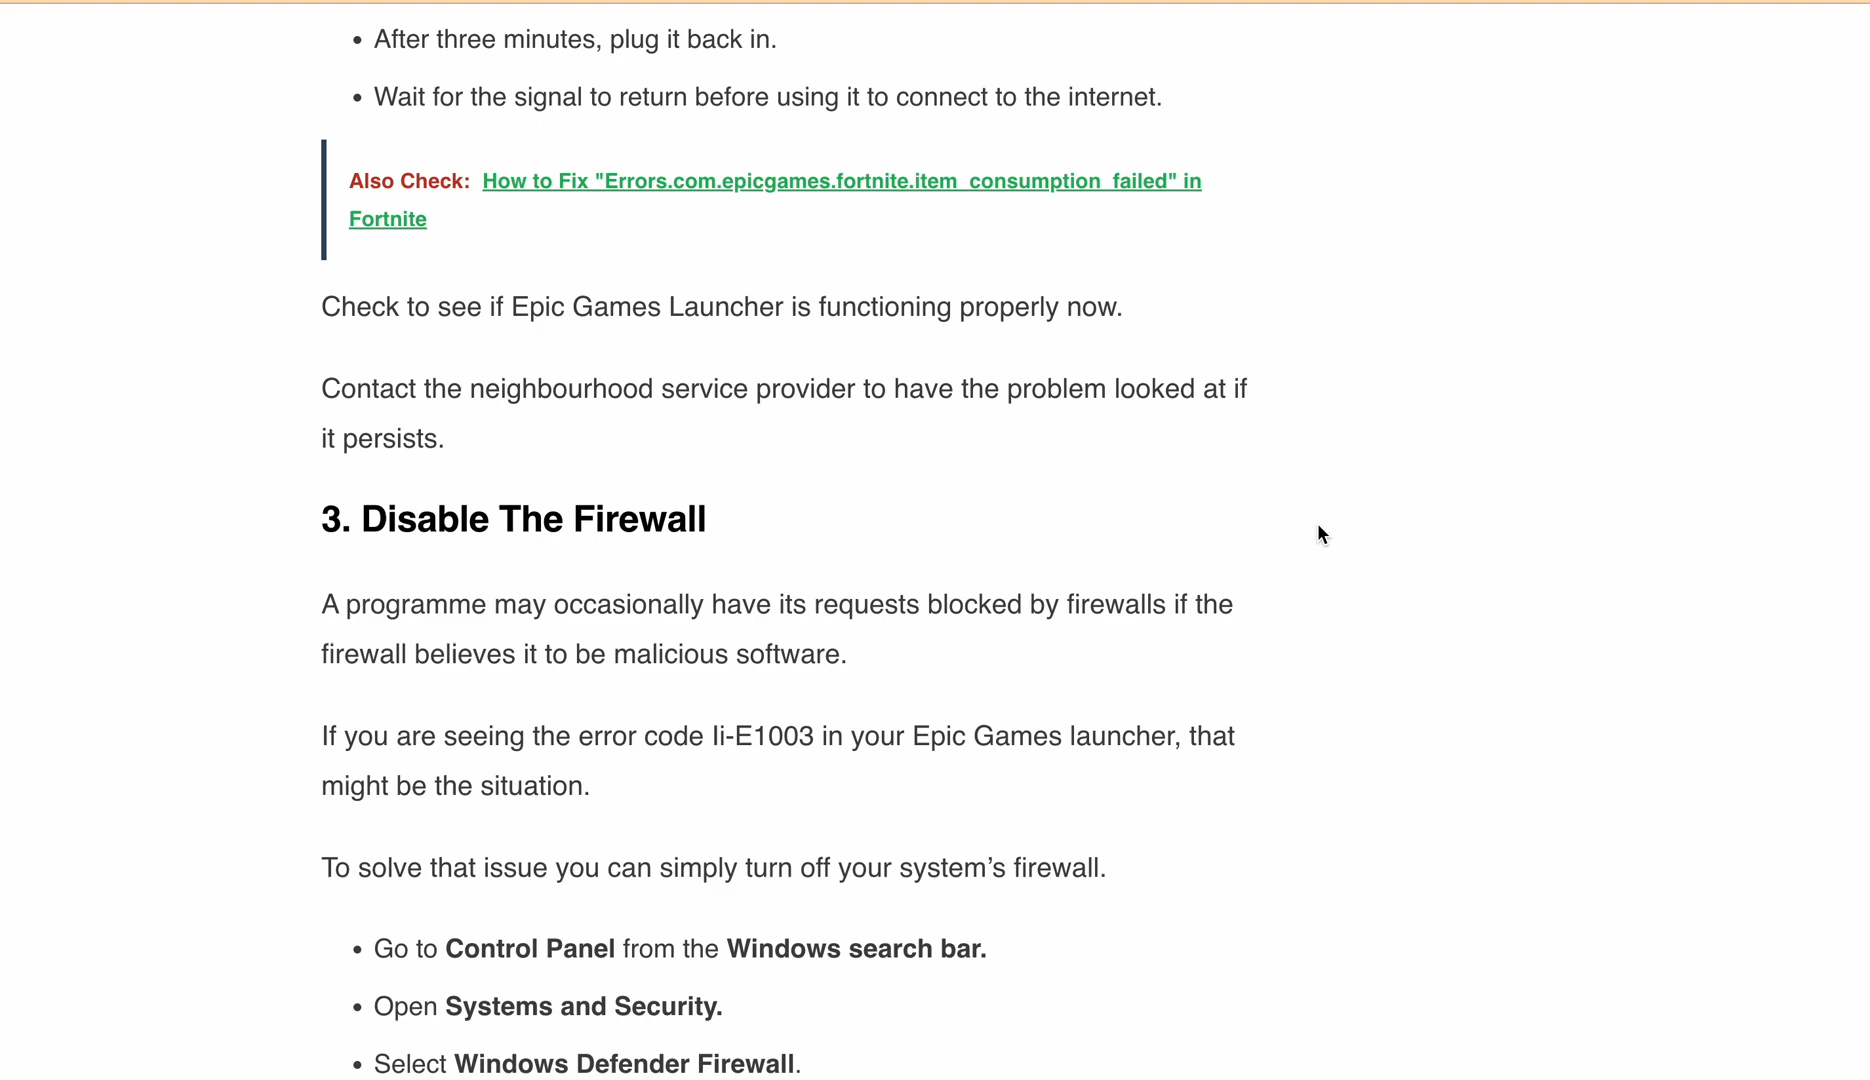 • After three minutes, plug it back in.
• Wait for the signal to return before using it to connect to the internet.
Also Check: How to Fix "Errors.com.epicgames.fortnite.item_consumption_failed" in
Fortnite
Check to see if Epic Games Launcher is functioning properly now.
Contact the neighbourhood service provider to have the problem looked at if
it persists.
3. Disable The Firewall
A programme may occasionally have its requests blocked by firewalls if the
firewall believes it to be malicious software.
If you are seeing the error code Ii-E1003 in your Epic Games launcher, that
might be the situation.
To solve that issue you can simply turn off your system’s firewall.
• Go to Control Panel from the Windows search bar.
• Open Systems and Security.
• Select Windows Defender Firewall.